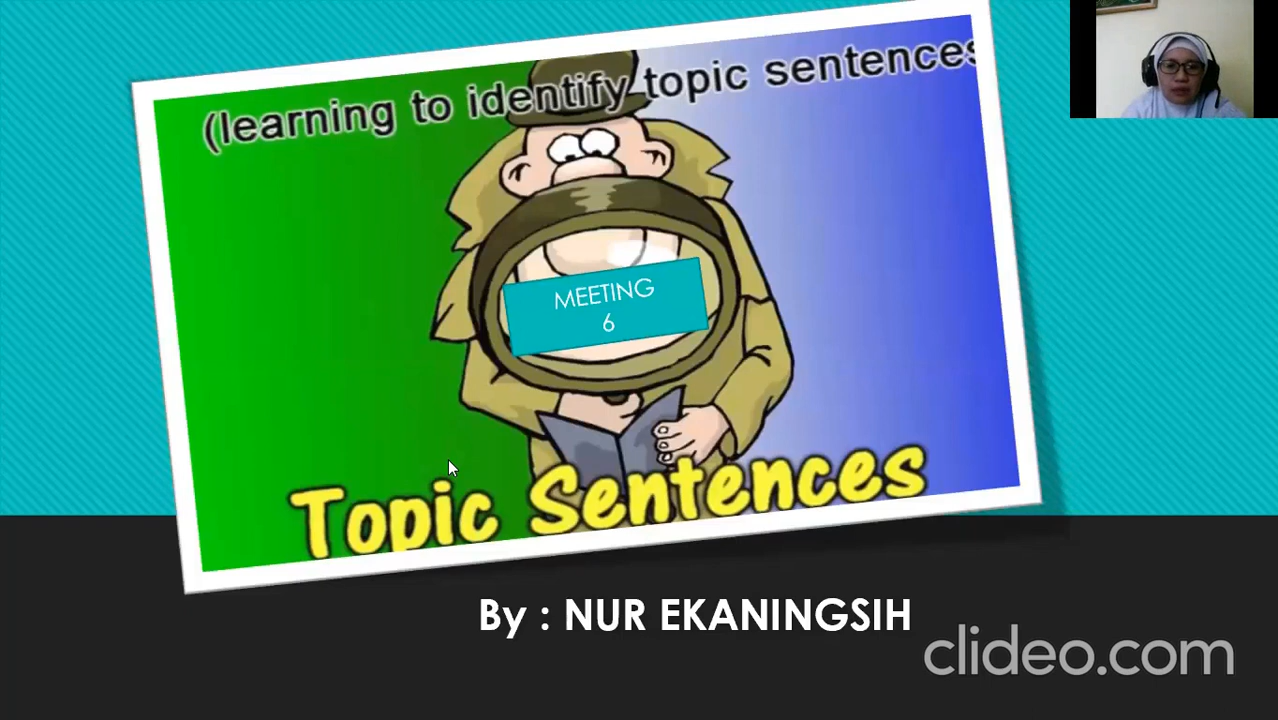 (learning to identify topic sentences
MEETING
6
Topic Sentences
By : NUR EKANINGSIH
clideo.com